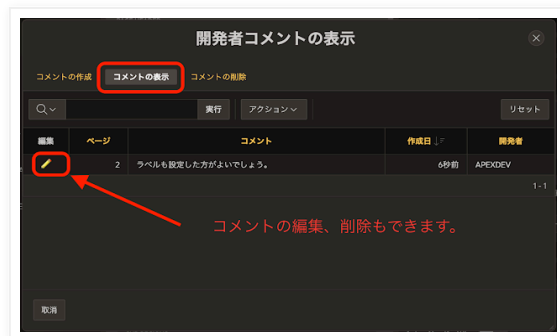 開発者コメントの表示
コメントの作成 コメントの表示 コメントの削除
実行 アクション リセット
編集 ページ コメント 作成日 開発者
2 ラベルも設定した方がよいでしょう。 6秒前 APEXDEV
1 - 1
コメントの編集、削除もできます。
取消